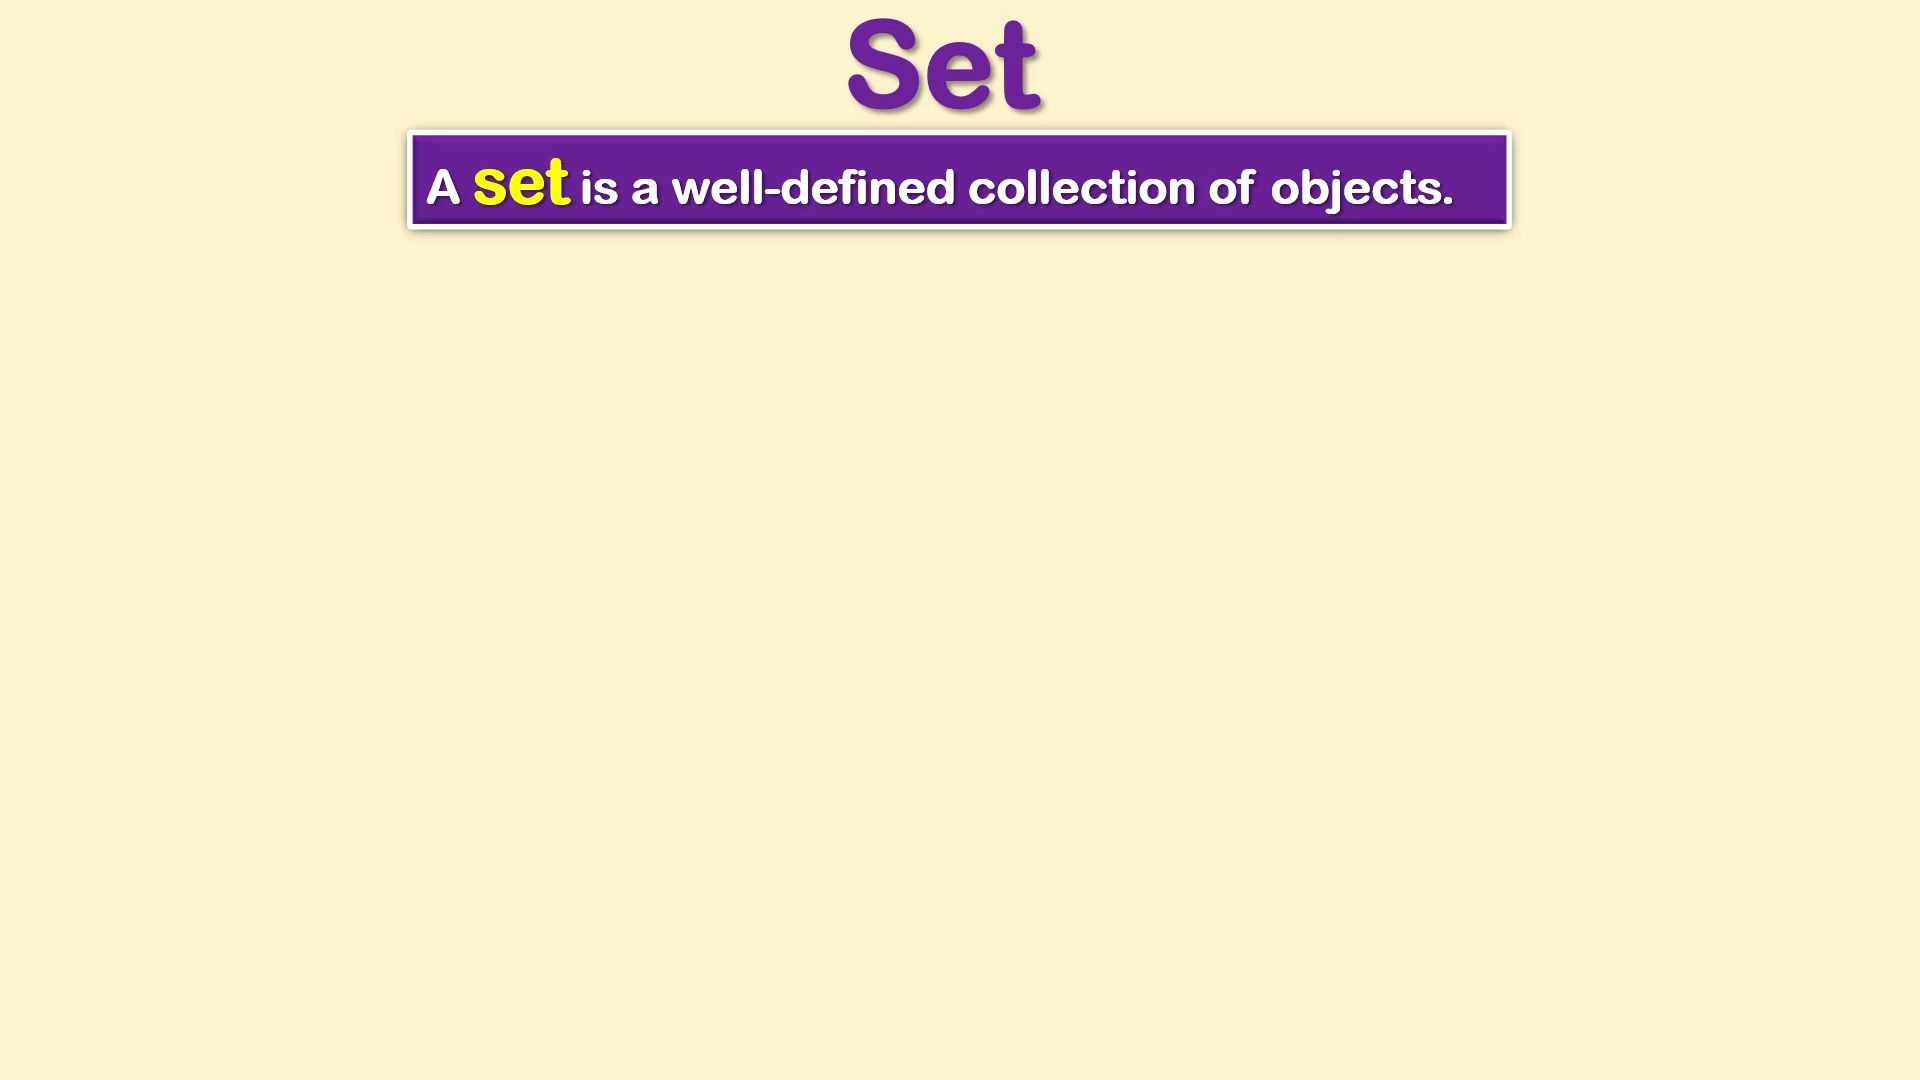 Set
A set is a well-defined collection of objects.